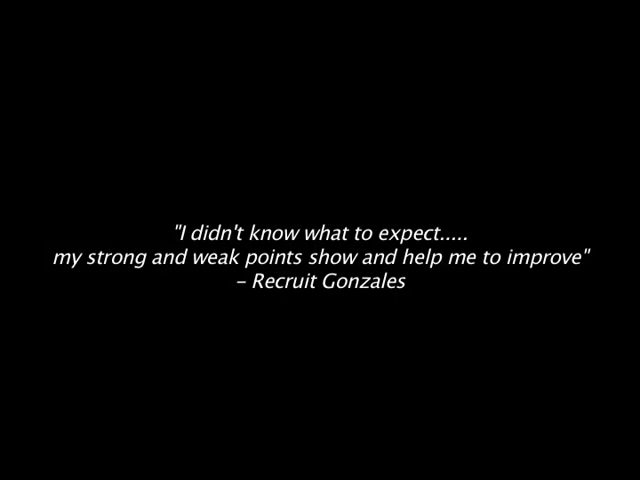 "I didn't know what to expect.....
my strong and weak points show and help me to improve"
– Recruit Gonzales